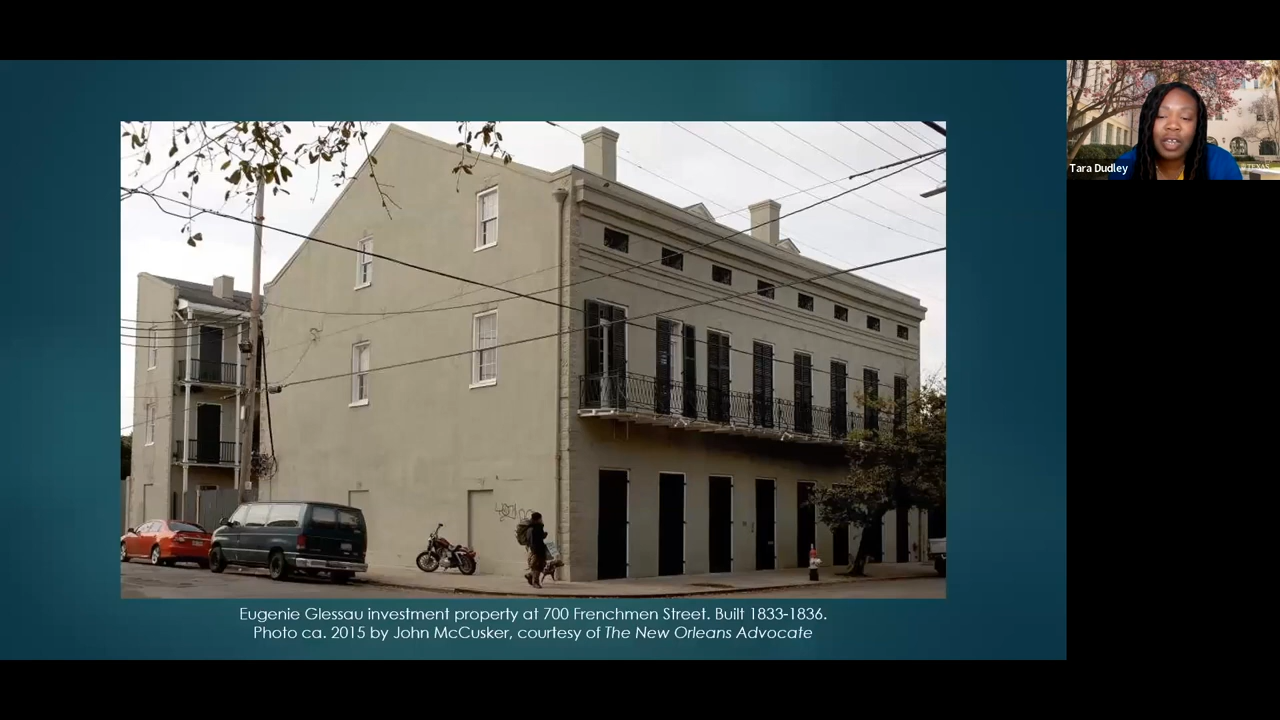 Tara Dudley
TEXAS
Eugenie Glessau investment property at 700 Frenchmen Street. Built 1833-1836.
Photo ca. 2015 by John McCusker, courtesy of The New Orleans Advocate